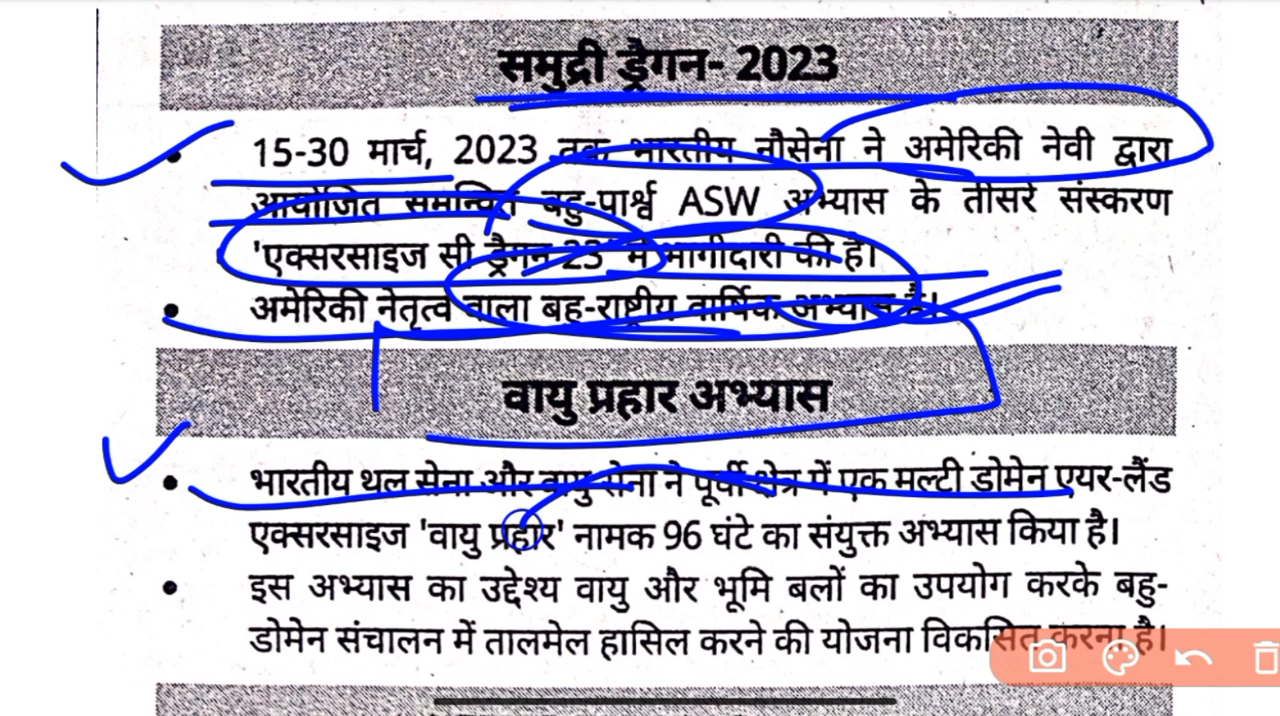 समुद्री ड्रैगन- 2023
• 15-30 मार्च, 2023 तक भारतीय नौसेना ने अमेरिकी नेवी द्वारा
आयोजित समन्वित बहु-पार्श्व ASW अभ्यास के तीसरे संस्करण
'एक्सरसाइज सी ड्रैगन 23' में भागीदारी की है।
• अमेरिकी नेतृत्व वाला बह-राष्ट्रीय वार्षिक अभ्यास है।
वायु प्रहार अभ्यास
• भारतीय थल सेना और वायु सेना ने पूर्वी क्षेत्र में एक मल्टी डोमेन एयर-लैंड
एक्सरसाइज 'वायु प्रहार' नामक 96 घंटे का संयुक्त अभ्यास किया है।
• इस अभ्यास का उद्देश्य वायु और भूमि बलों का उपयोग करके बहु-
डोमेन संचालन में तालमेल हासिल करने की योजना विकसित करना है।